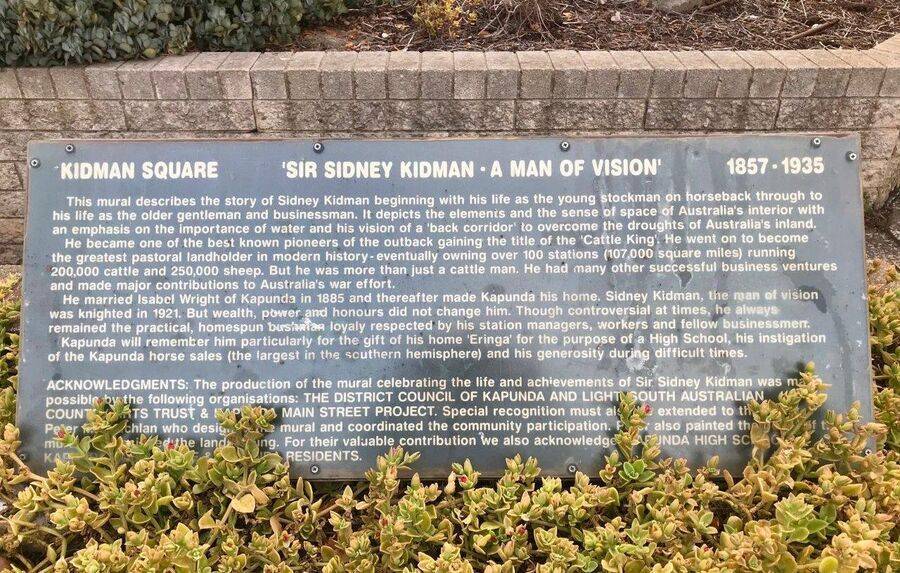 KIDMAN SQUARE 'SIR SIDNEY KIDMAN - A MAN OF VISION' 1857 - 1935
This mural describes the story of Sidney Kidman beginning with his life as the young stockman on horseback through to
his life as the older gentleman and businessman. It depicts the elements and the sense of space of Australia's interior with
an emphasis on the importance of water and his vision of a 'back corridor' to overcome the droughts of Australia's inland.
He became one of the best known pioneers of the outback gaining the title of the 'Cattle King'. He went on to become
the greatest pastoral landholder in modern history - eventually owning over 100 stations (107,000 square miles) running
200,000 cattle and 250,000 sheep. But he was more than just a cattle man. He had many other successful business ventures
and made major contributions to Australia's war effort.
He married Isabel Wright of Kapunda in 1885 and thereafter made Kapunda his home. Sidney Kidman, the man of vision
was knighted in 1921. But wealth, power and honours did not change him. Though controversial at times, he always
remained the practical, homespun bushman loyaly respected by his station managers, workers and fellow businessmen.
Kapunda will remember him particularly for the gift of his home 'Eringa' for the purpose of a High School, his instigation
of the Kapunda horse sales (the largest in the southern hemisphere) and his generosity during difficult times.
ACKNOWLEDGMENTS: The production of the mural celebrating the life and achievements of Sir Sidney Kidman was
possible the following organisations: THE DISTRICT COUNCIL OF KAPUNDA AND SOUTH AUSTRALIAN
TRUST & MAIN STREET PROJECT. Special recognition must extended to
Peter who mural and coordinated the community participation. also painted
the For their valuable contribution we also acknowledge KAPUNDA HIGH
RESIDENTS.